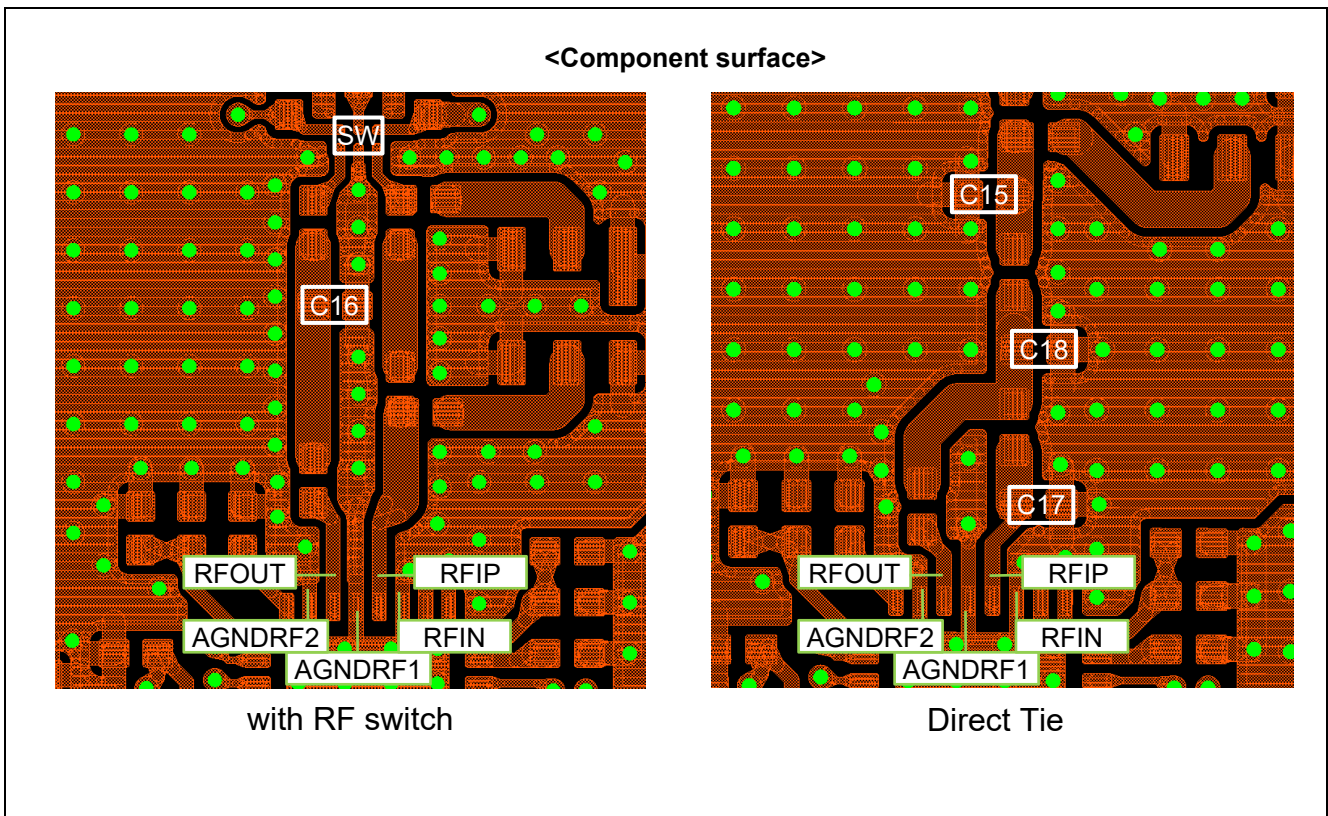 <Component surface>
SW
C16
RFOUT
RFIP
AGNDRF2
RFIN
AGNDRF1
with RF switch
C15
C18
C17
RFOUT
RFIP
AGNDRF2
RFIN
AGNDRF1
Direct Tie